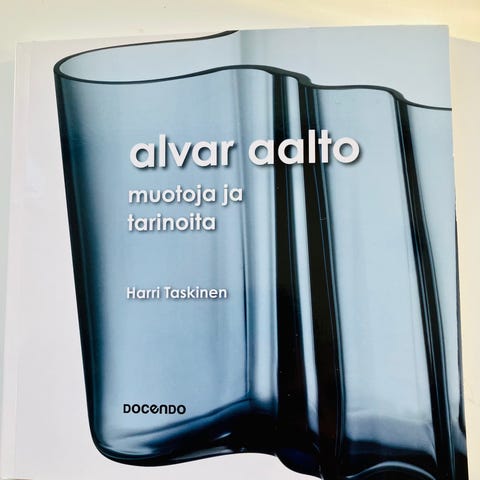 alvar aalto
muotoja ja
tarinoita
Harri Taskinen
DOCENDO